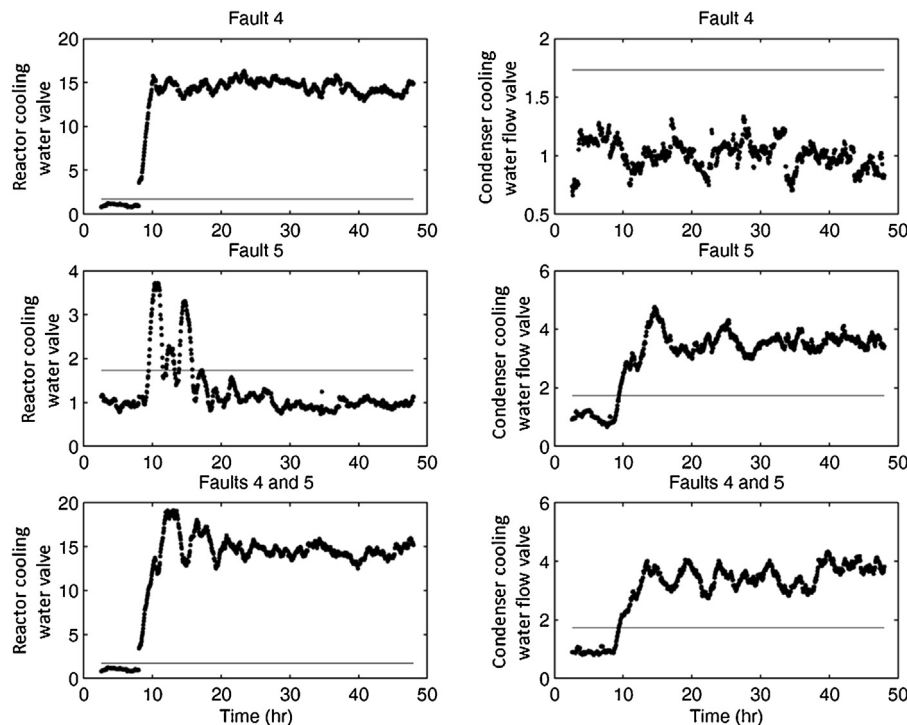 Fault 4
Reactor cooling
water valve
20
15
10
5
0
0 10 20 30 40 50
Fault 4
Condenser cooling
water flow valve
2
1.5
1
0.5
0 10 20 30 40 50
Fault 5
Reactor cooling
water valve
4
3
2
1
0
0 10 20 30 40 50
Fault 5
Condenser cooling
water flow valve
6
4
2
0
0 10 20 30 40 50
Faults 4 and 5
Reactor cooling
water valve
20
15
10
5
0
0 10 20 30 40 50
Time (hr)
Faults 4 and 5
Condenser cooling
water flow valve
6
4
2
0
0 10 20 30 40 50
Time (hr)